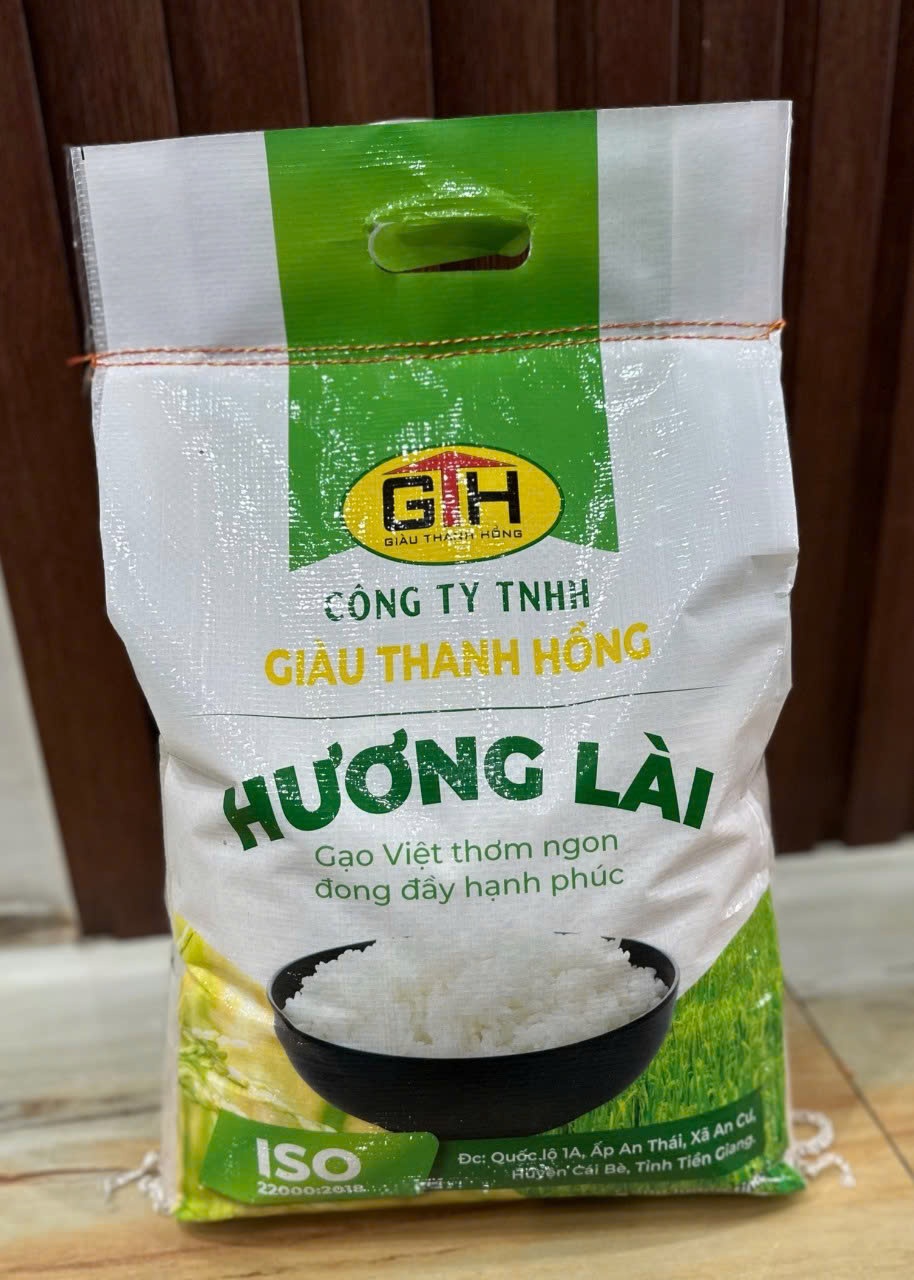 GTH
GIÀU THANH HỒNG
CÔNG TY TNHH
GIÀU THANH HỒNG
HƯƠNG LÀI
Gạo Việt thơm ngon
đong đầy hạnh phúc
ISO
22000:2018
Đc: Quốc lộ 1A, Ấp An Thái, Xã An Cư,
Huyện Cái Bè, Tỉnh Tiền Giang.